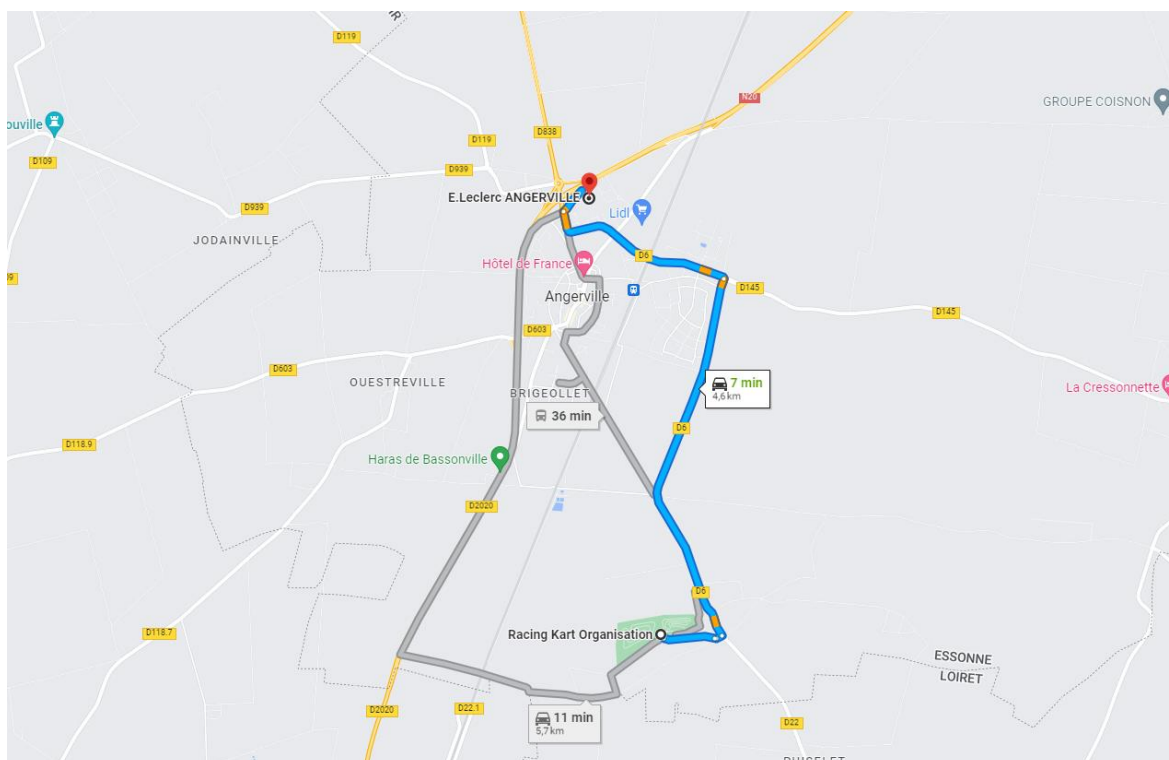 D119
N20
GROUPE COISNON
ouville
D838
D119
D109
D939
E.Leclerc ANGERVILLE
D939
Lidl
JODAINVILLE
D6
Hôtel de France
D145
Angerville
D145
D603
D603
OUESTREVILLE
7 min
4,6 km
La Cressonnette
BRIGEOLLET
36 min
D6
D118.9
Haras de Bassonville
D2020
D6
D118.7
Racing Kart Organisation
ESSONNE
LOIRET
D2020
D22.1
11 min
5,7 km
D22